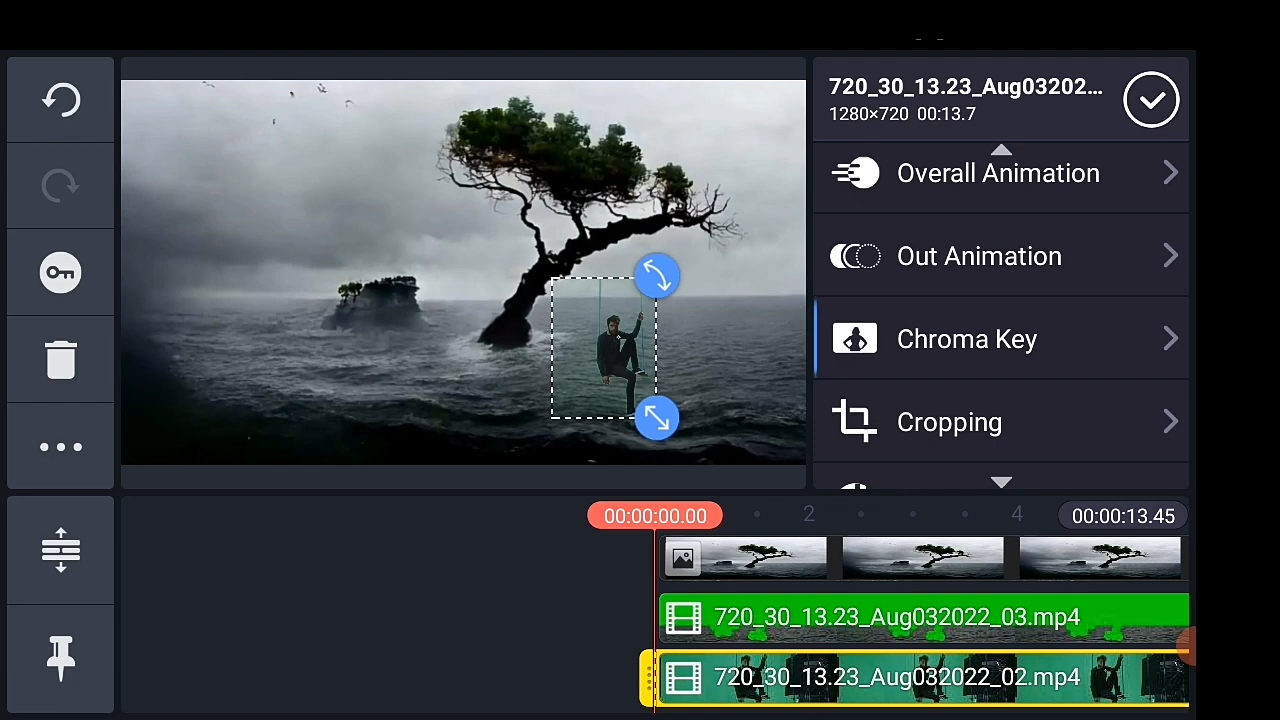 720_30_13.23_Aug03202...
1280×720 00:13.7
Overall Animation
Out Animation
Chroma Key
Cropping
00:00:00.00
2
4
00:00:13.45
720_30_13.23_Aug032022_03.mp4
720_30_13.23_Aug032022_02.mp4